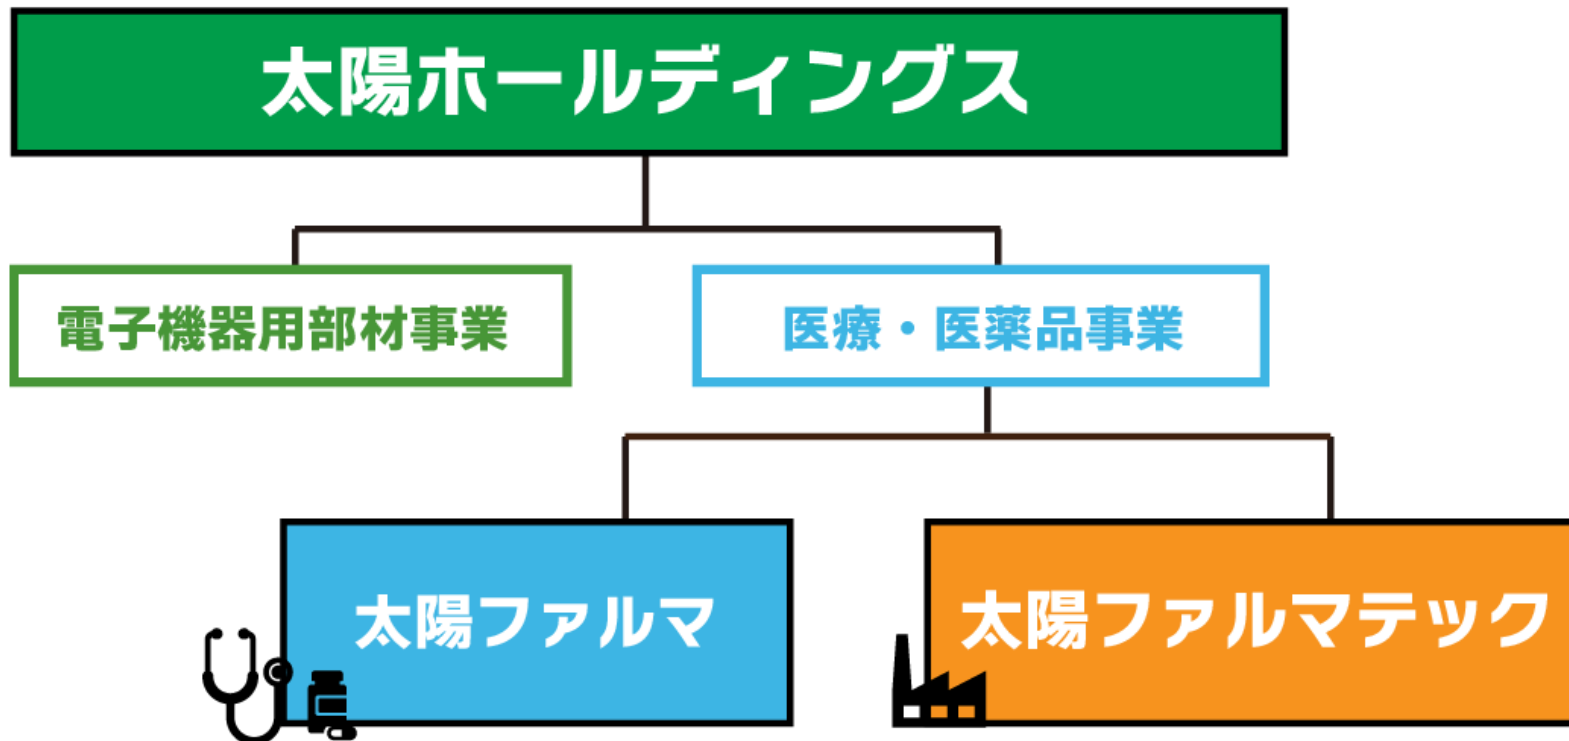 太陽ホールディングス
電子機器用部材事業
医療・医薬品事業
太陽ファルマ
太陽ファルマテック